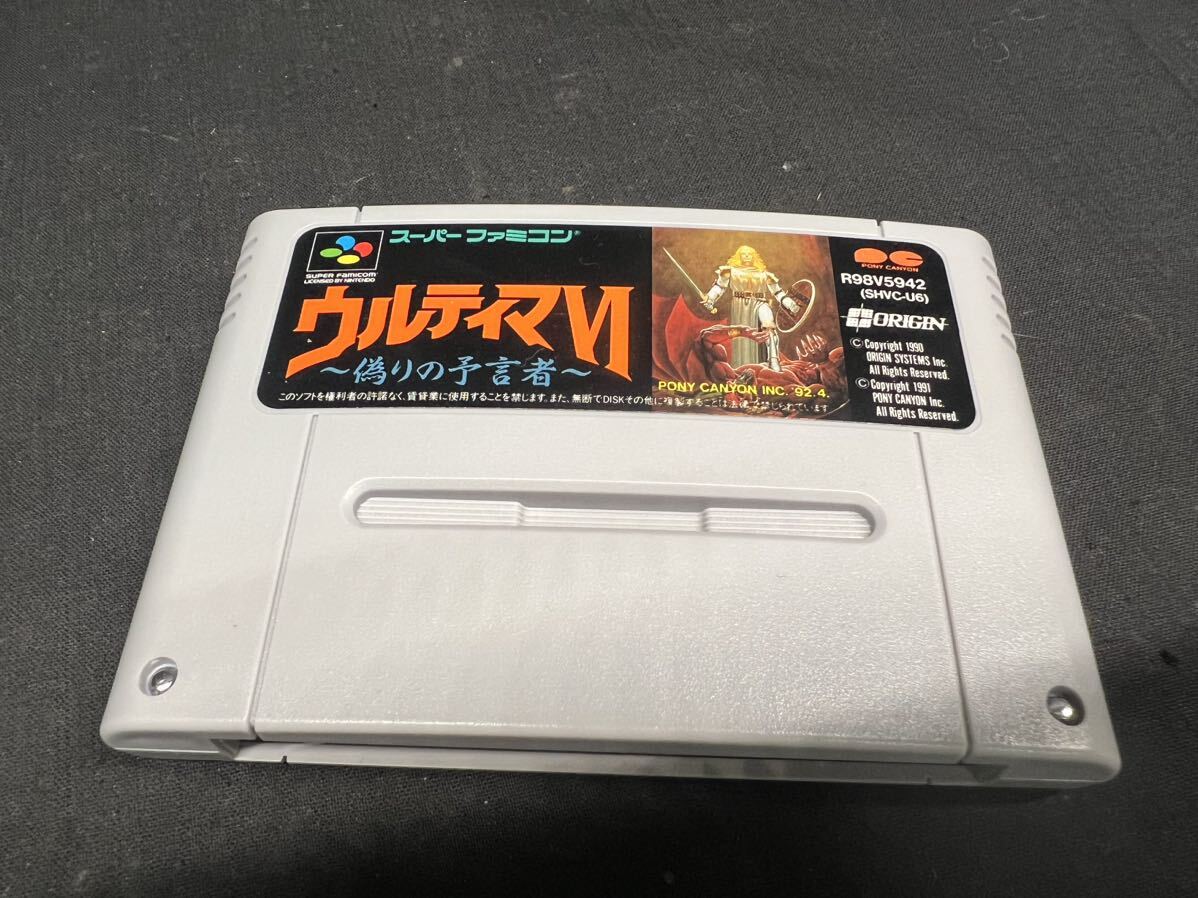 スーパーファミコン®
SUPER FAMICOM
LICENSED BY NINTENDO
ウルティマVI
〜偽りの予言者〜
PONY CANYON INC. '92.4.
このソフトを権利者の許諾なく、賃貸業に使用することを禁じます。また、無断でDISKその他に複製することは法律で禁じられています
PC
PONY CANYON
R98V5942
(SHVC-U6)
ORIGIN
© Copyright 1990
ORIGIN SYSTEMS Inc.
All Rights Reserved.
© Copyright 1991
PONY CANYON Inc.
All Rights Reserved.